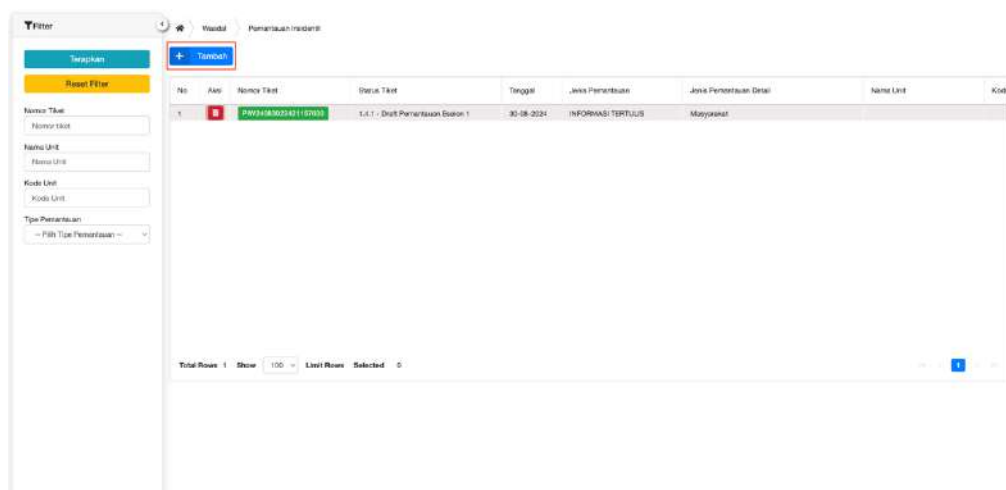 Filter
Terapkan
Reset Filter
Nomor Tiket
Nomor tiket
Nama Unit
Nama Unit
Kode Unit
Kode Unit
Tipe Pemantauan
-- Pilih Tipe Pemantauan --
Wasdal Pemantauan Insidentil
+ Tambah
No Aksi Nomor Tiket Status Tiket Tanggal Jenis Pemantauan Jenis Pemantauan Detail Nama Unit Kod
1 1.4.1 - Draft Pemantauan Eselon 1 30-08-2024 INFORMASI TERTULIS Masyarakat
Total Rows 1 Show 100 Limit Rows Selected 0
1